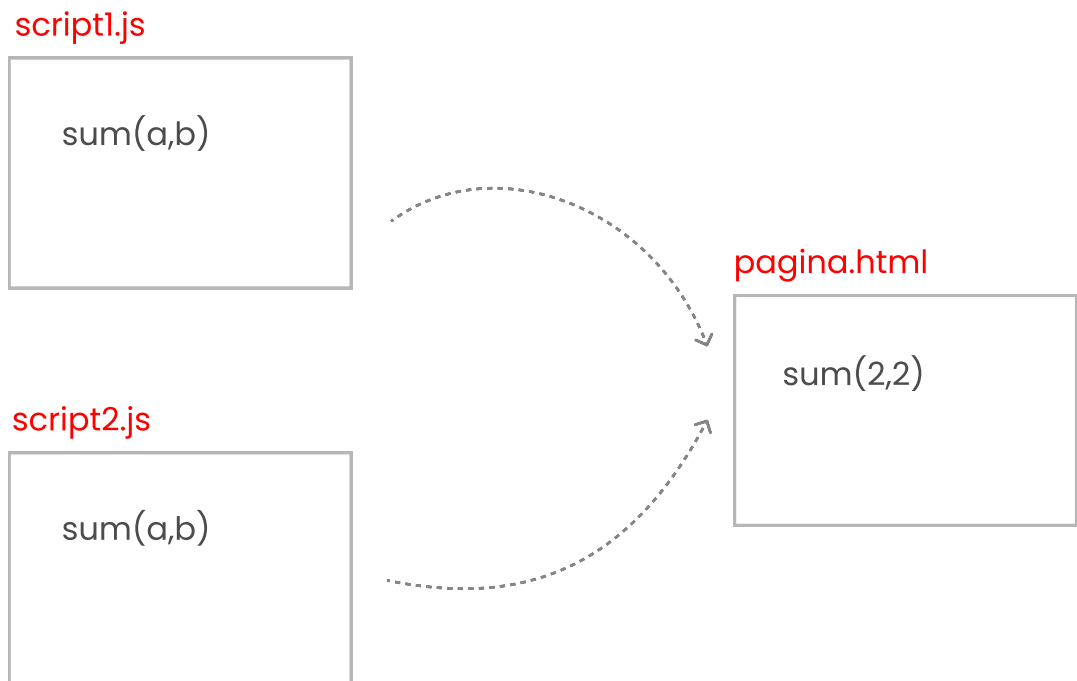 script1.js
sum(a,b)
pagina.html
sum(2,2)
script2.js
sum(a,b)